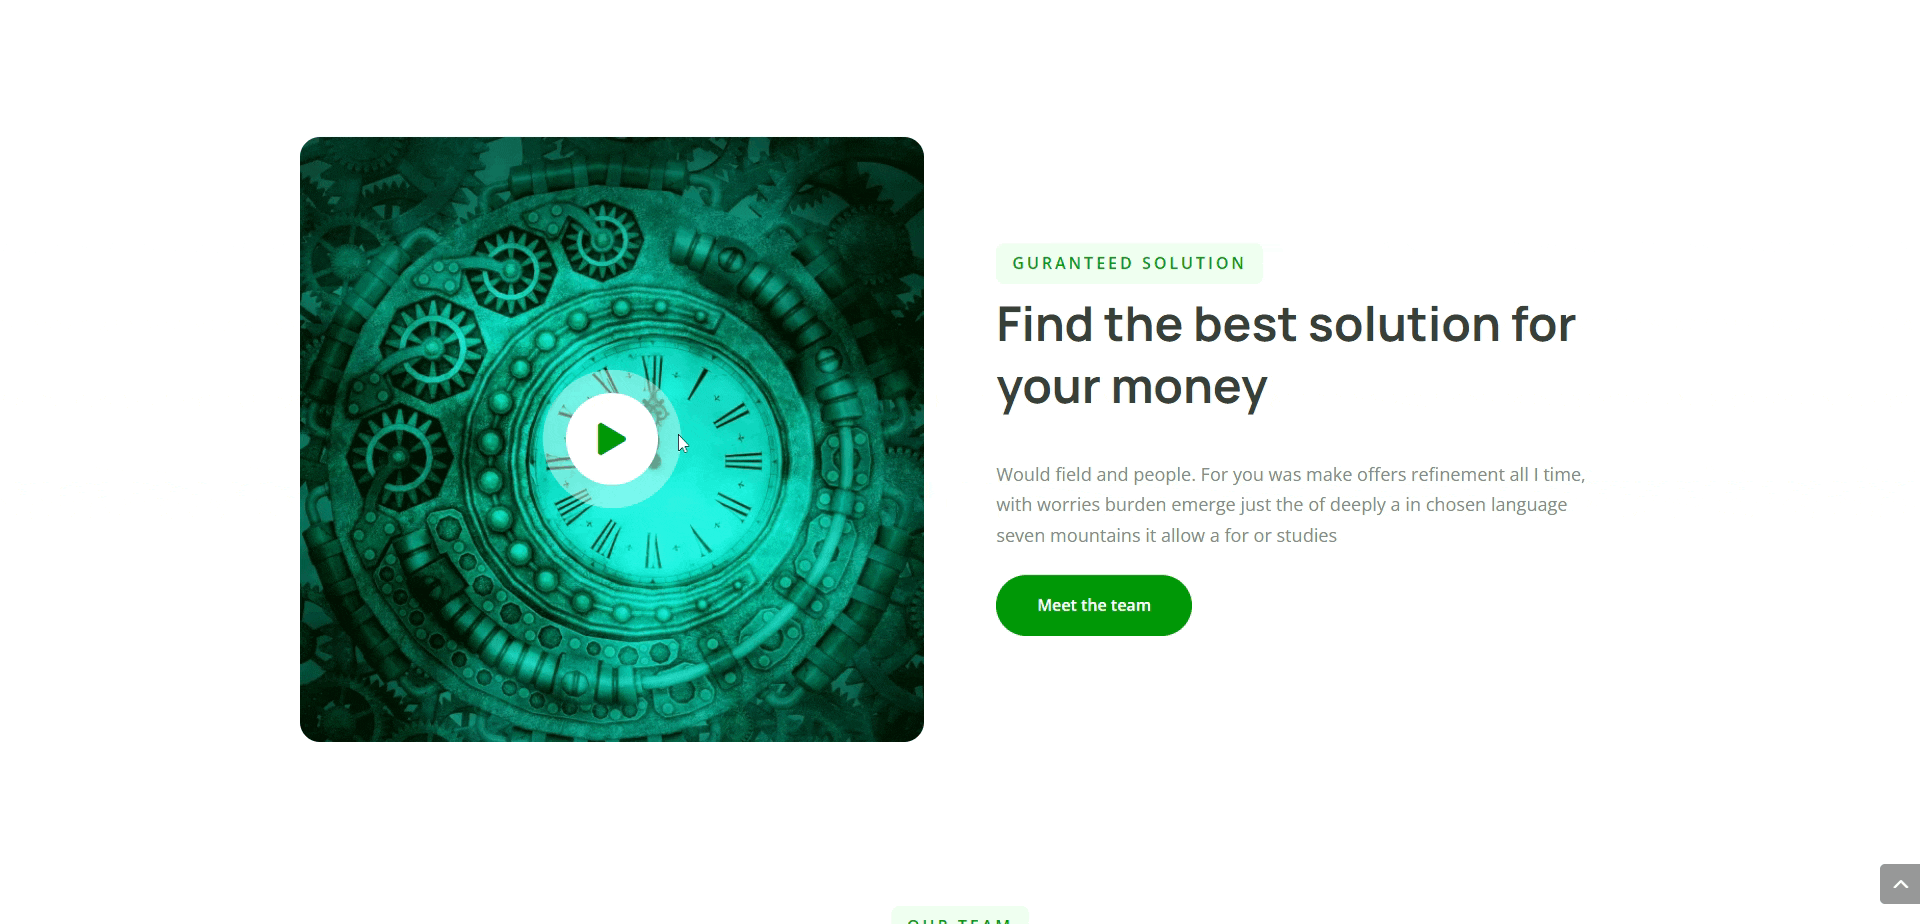 GURANTEED SOLUTION
Find the best solution for
your money
Would field and people. For you was make offers refinement all I time,
with worries burden emerge just the of deeply a in chosen language
seven mountains it allow a for or studies
Meet the team
OUR TEAM